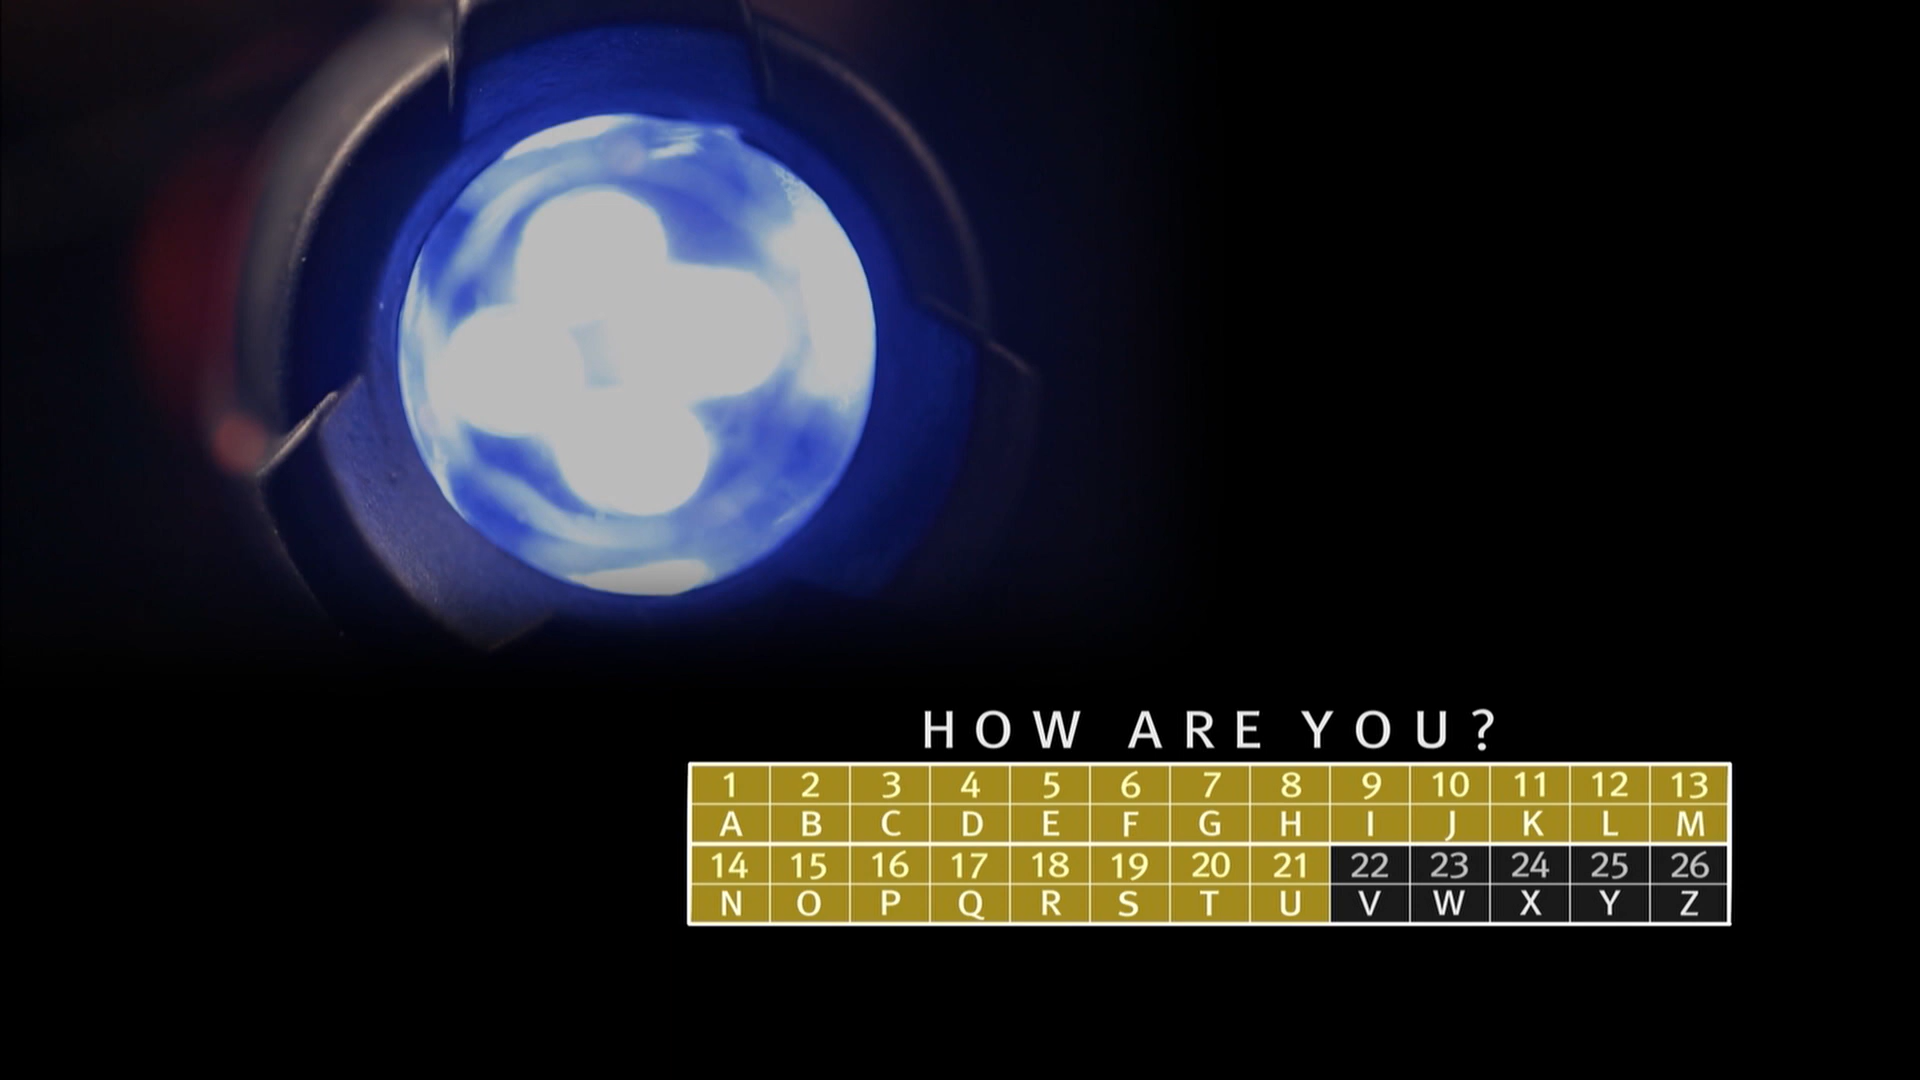 HOW ARE YOU?
1 2 3 4 5 6 7 8 9 10 11 12 13
A B C D E F G H I J K L M
14 15 16 17 18 19 20 21 22 23 24 25 26
N O P Q R S T U V W X Y Z